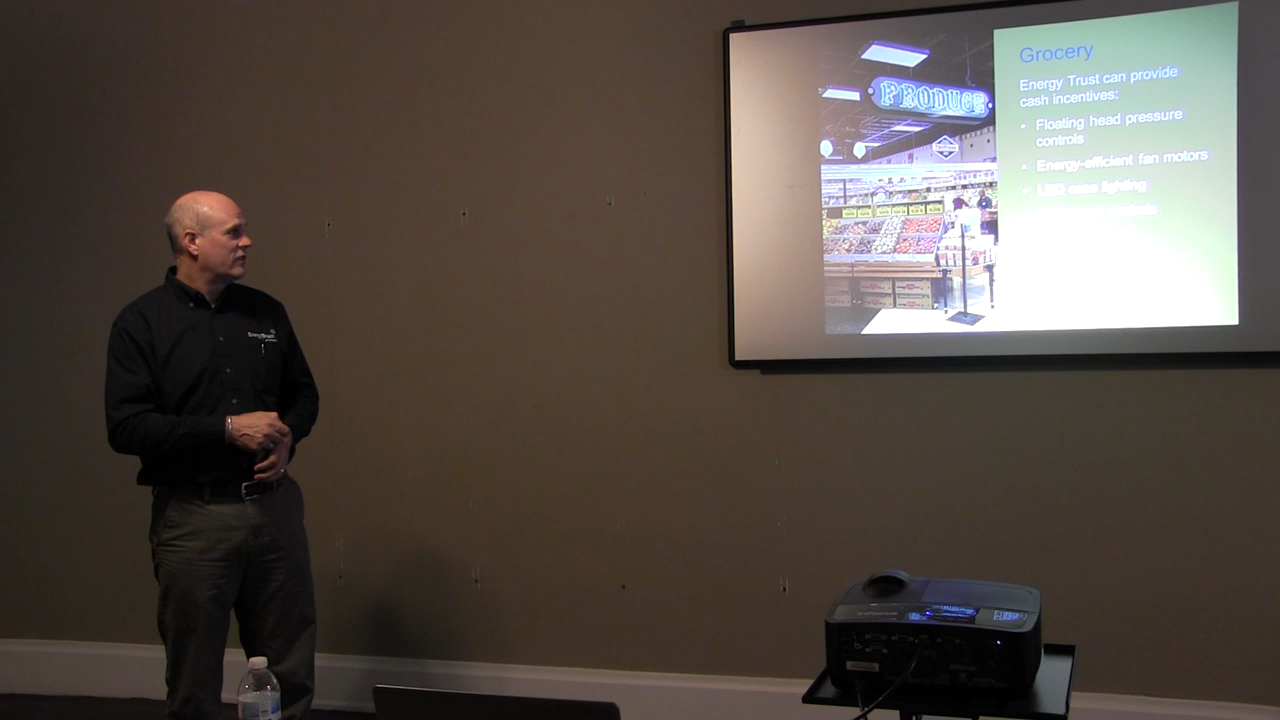 PRODUCE
Grocery
Energy Trust can provide
cash incentives:
• Floating head pressure
controls
• Energy-efficient fan motors
• LED case lighting